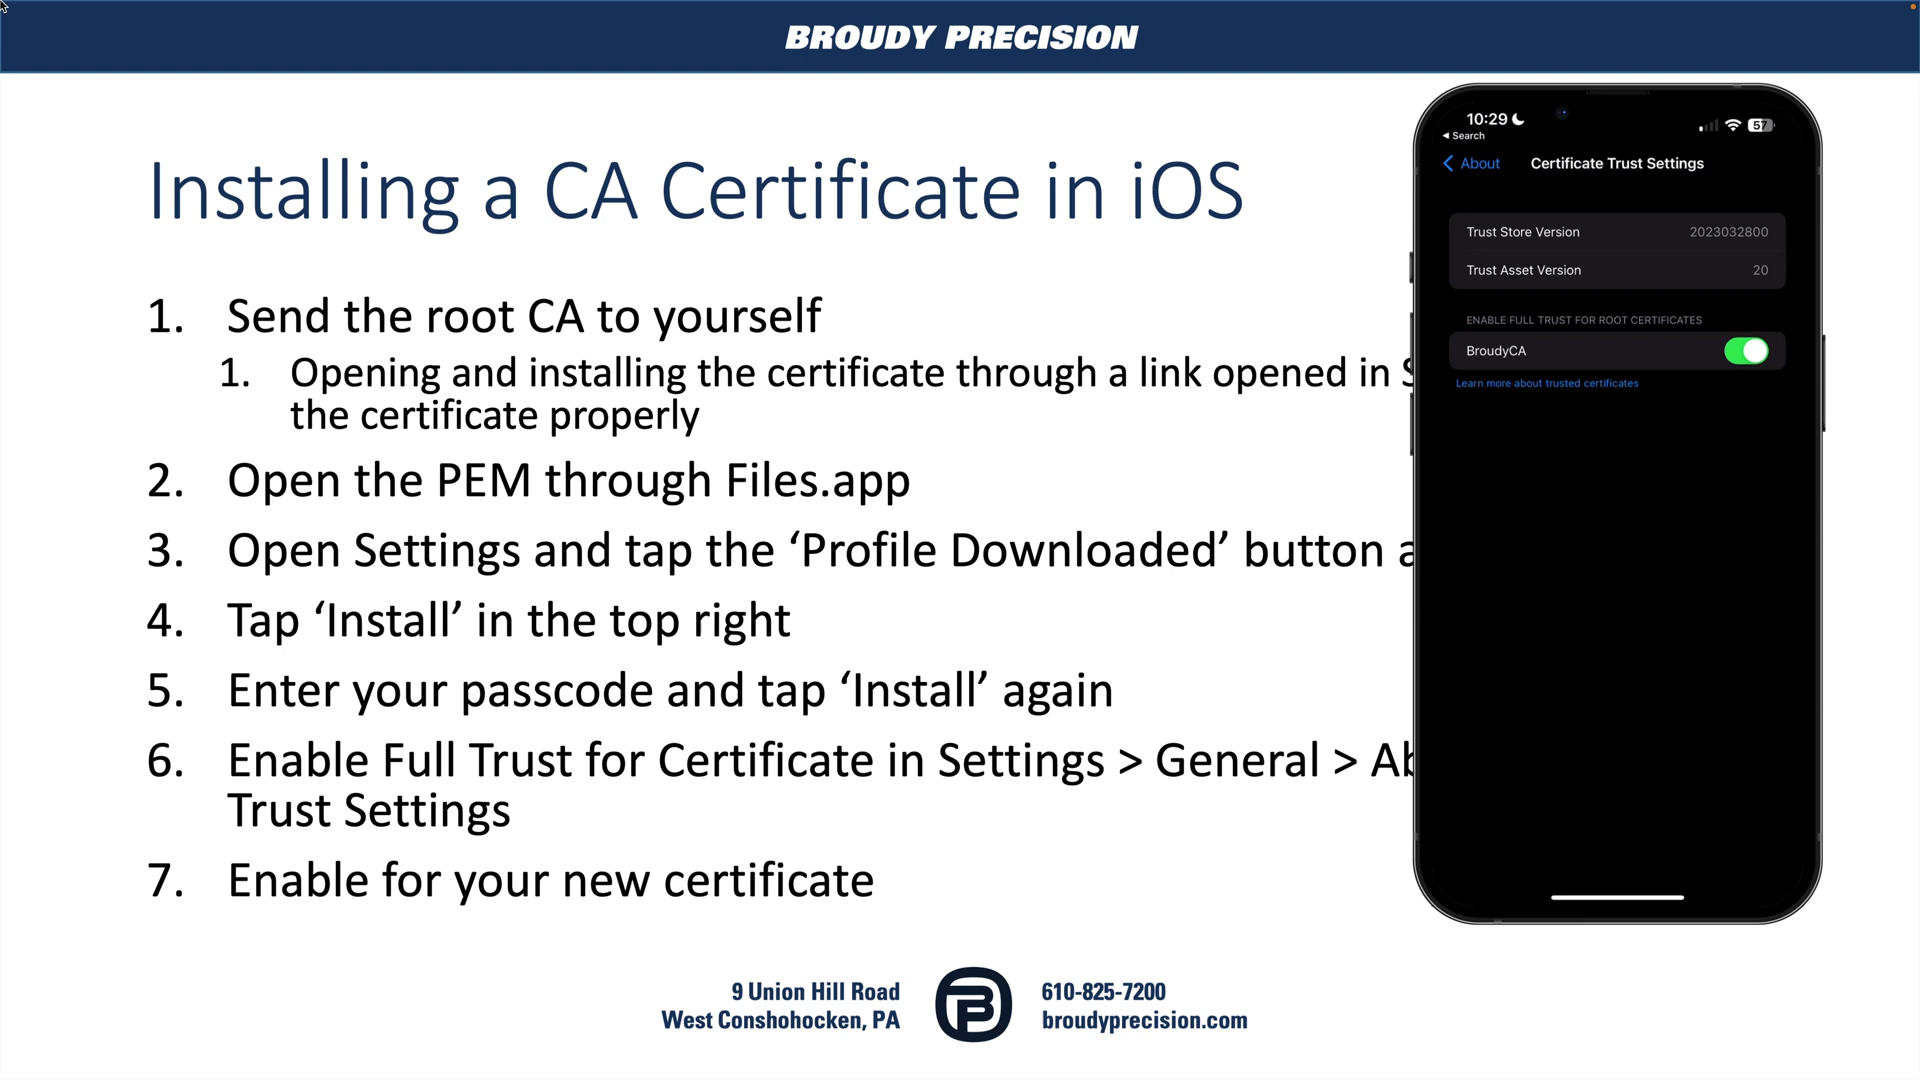 BROUDY PRECISION
Installing a CA Certificate in iOS
1. Send the root CA to yourself
1. Opening and installing the certificate through a link opened in
the certificate properly
2. Open the PEM through Files.app
3. Open Settings and tap the ‘Profile Downloaded’ button
4. Tap ‘Install’ in the top right
5. Enter your passcode and tap ‘Install’ again
6. Enable Full Trust for Certificate in Settings > General >
Trust Settings
7. Enable for your new certificate
10:29
57
◀ Search
About
Certificate Trust Settings
Trust Store Version 2023032800
Trust Asset Version 20
ENABLE FULL TRUST FOR ROOT CERTIFICATES
BroudyCA
Learn more about trusted certificates
9 Union Hill Road
West Conshohocken, PA
610-825-7200
broudyprecision.com